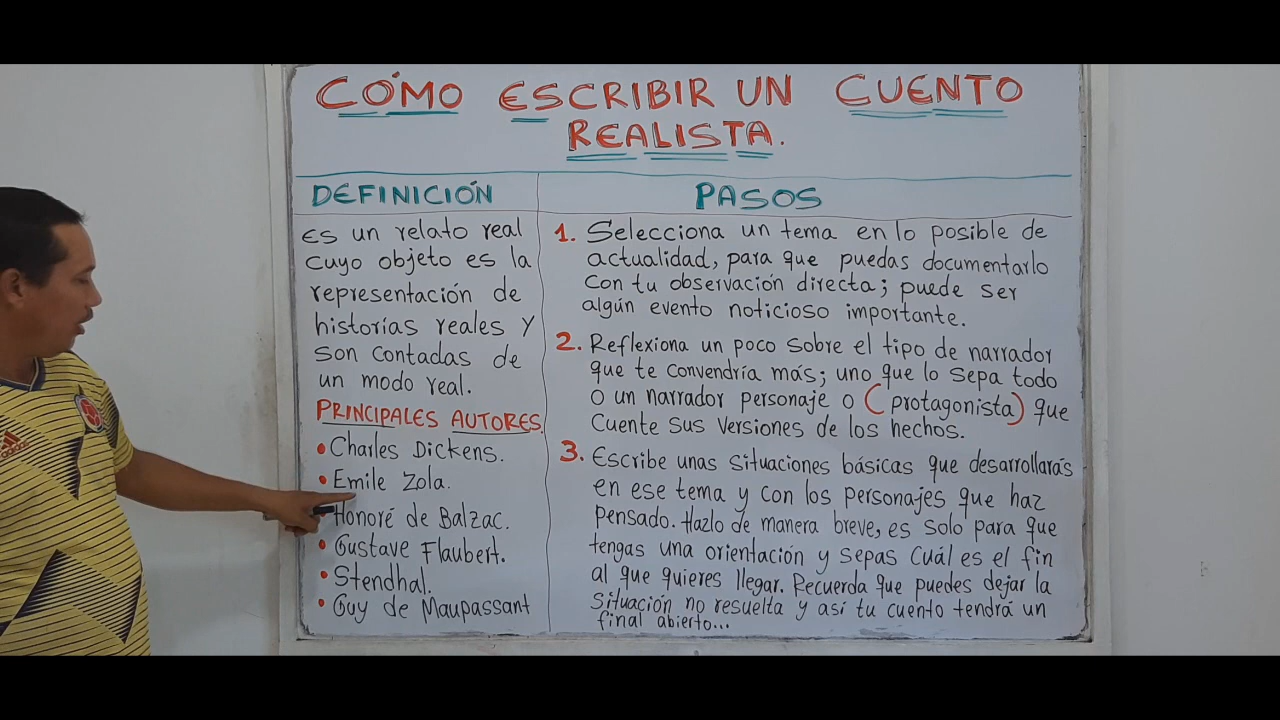 CÓMO ESCRIBIR UN CUENTO
REALISTA.
DEFINICIÓN
Es un relato real
cuyo objeto es la
representación de
historias reales y
son contadas de
un modo real.
PRINCIPALES AUTORES.
• Charles Dickens.
• Emile Zola.
Honoré de Balzac.
• Gustave Flaubert.
• Stendhal.
• Guy de Maupassant
PASOS
1. Selecciona un tema en lo posible de
actualidad, para que puedas documentarlo
con tu observación directa; puede ser
algún evento noticioso importante.
2. Reflexiona un poco sobre el tipo de narrador
que te convendría más; uno que lo sepa todo
o un narrador personaje o (protagonista) que
cuente sus versiones de los hechos.
3. Escribe unas situaciones básicas que desarrollarás
en ese tema y con los personajes que haz
pensado. Hazlo de manera breve, es solo para que
tengas una orientación y sepas cuál es el fin
al que quieres llegar. Recuerda que puedes dejar la
situación no resuelta y así tu cuento tendrá un
final abierto...
adidas